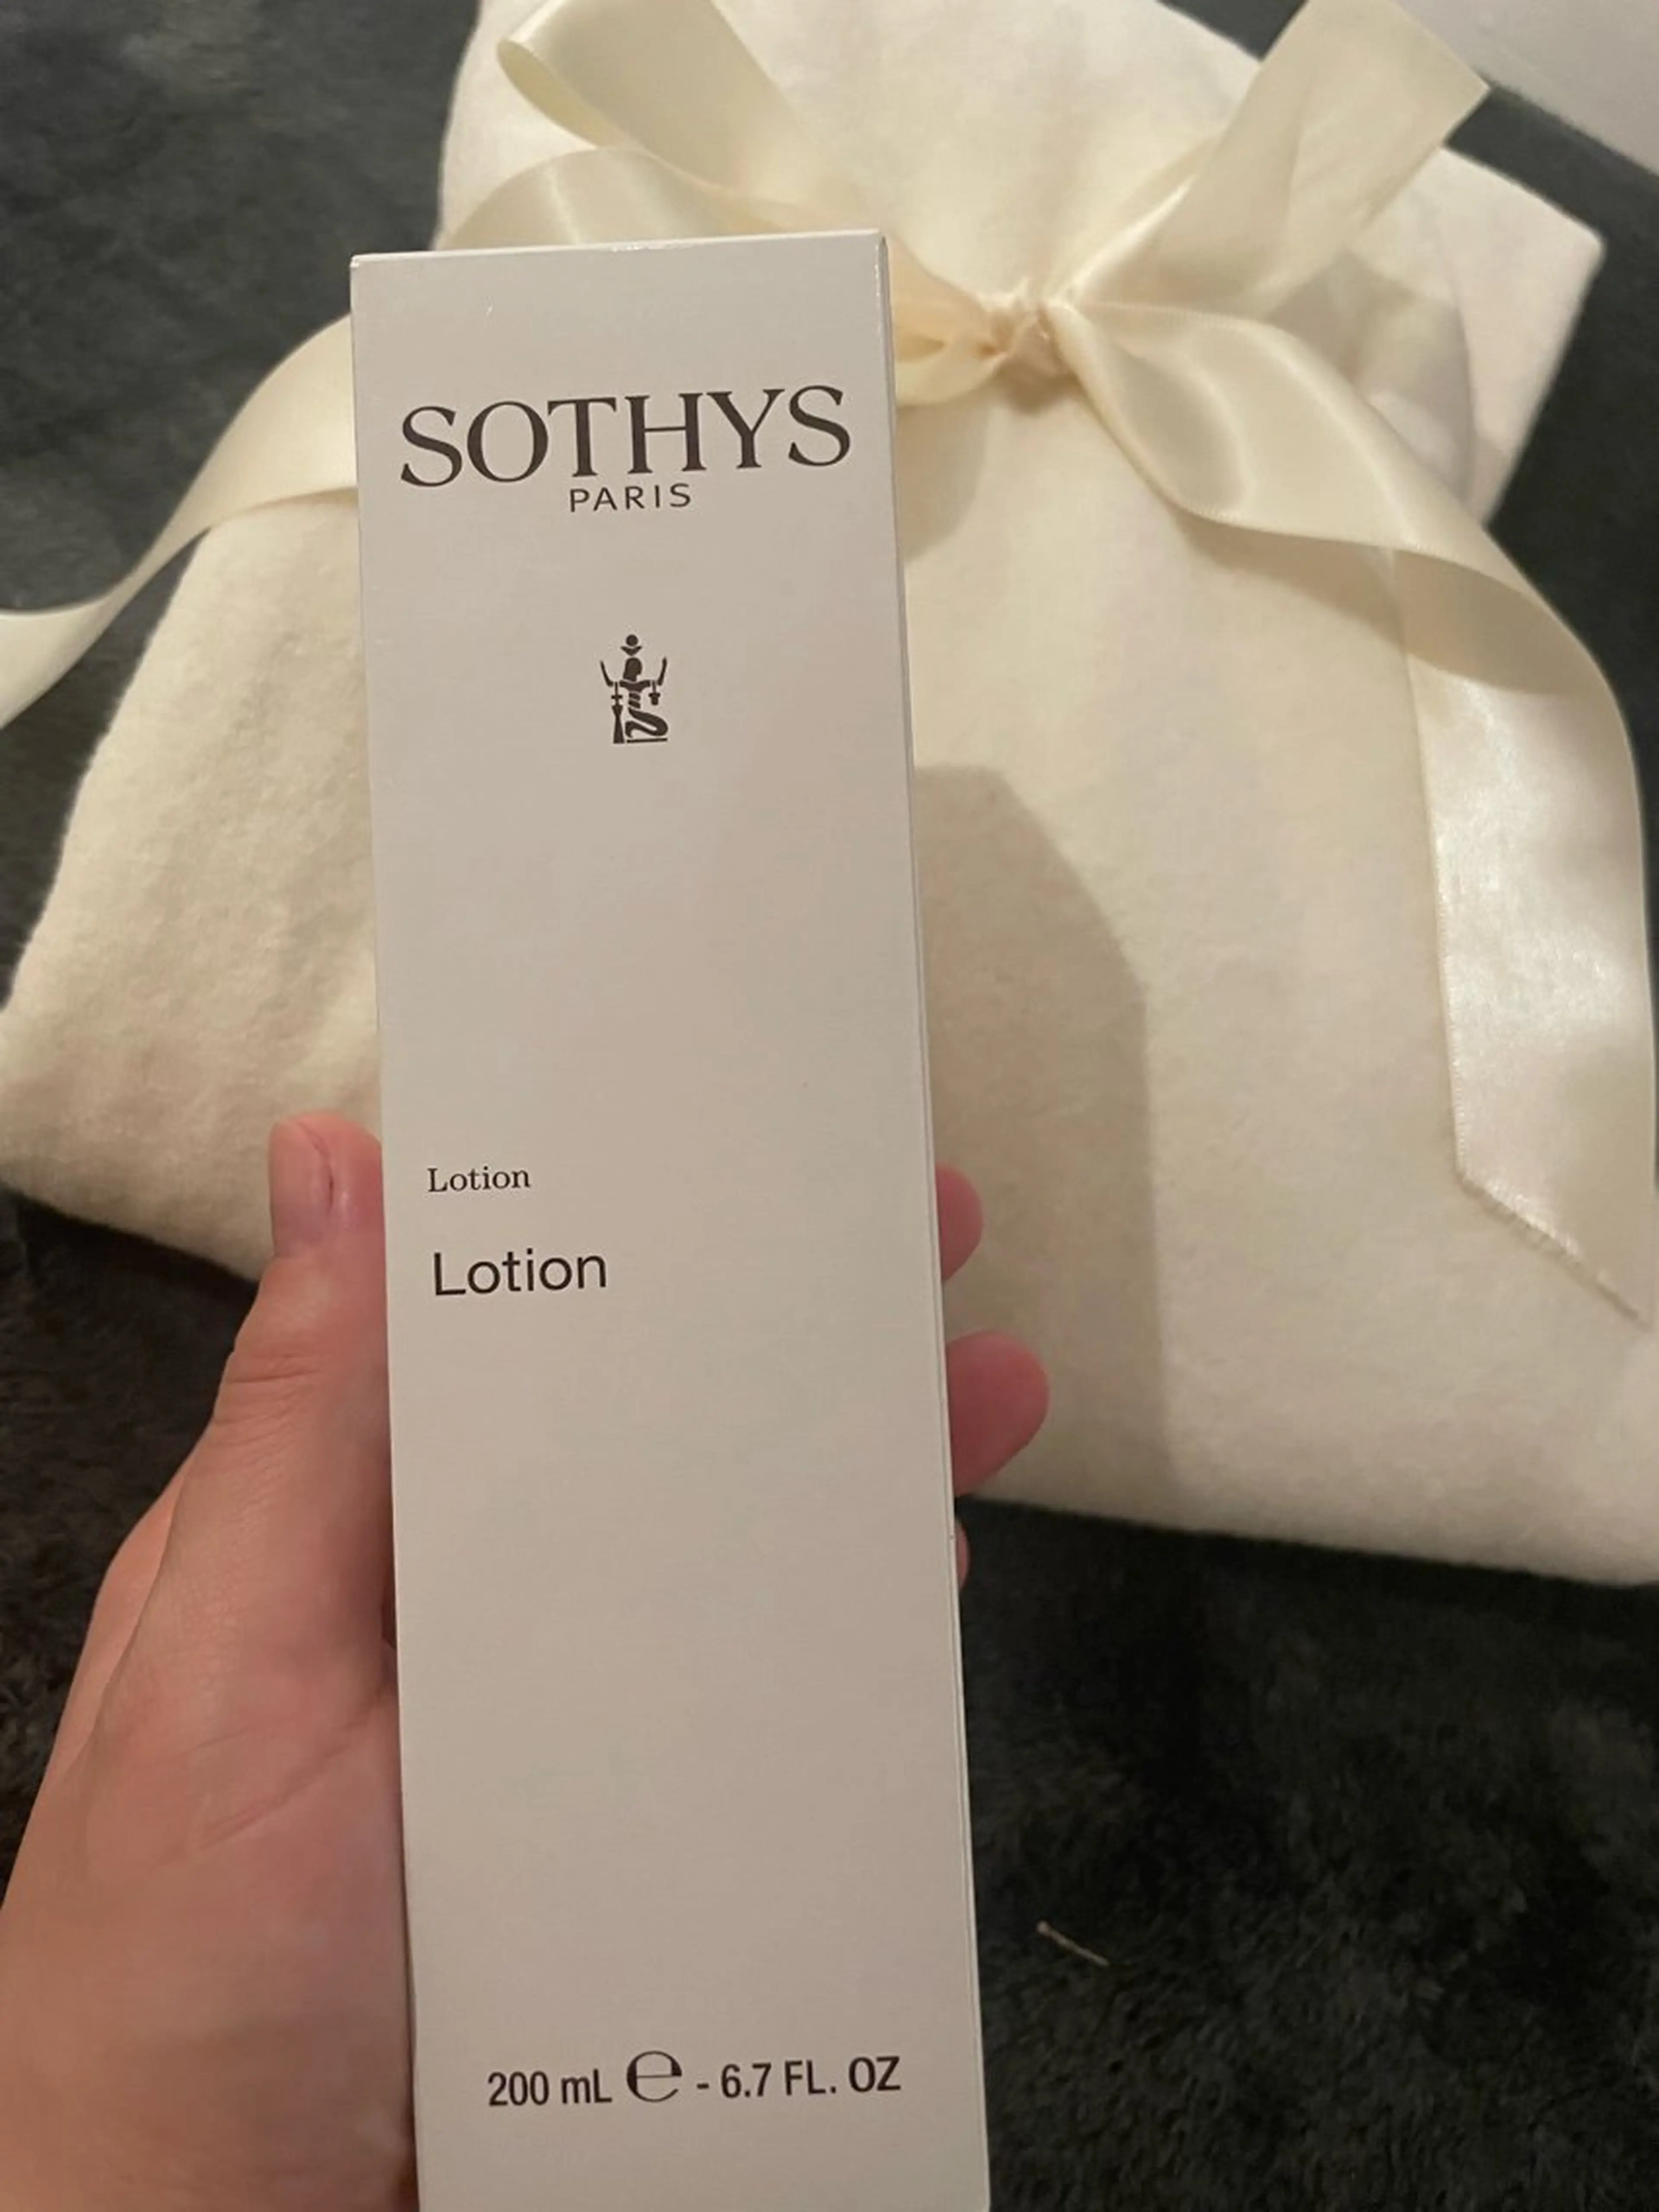 SOTHYS
PARIS
Lotion
Lotion
200 mL ℮ - 6.7 FL. OZ